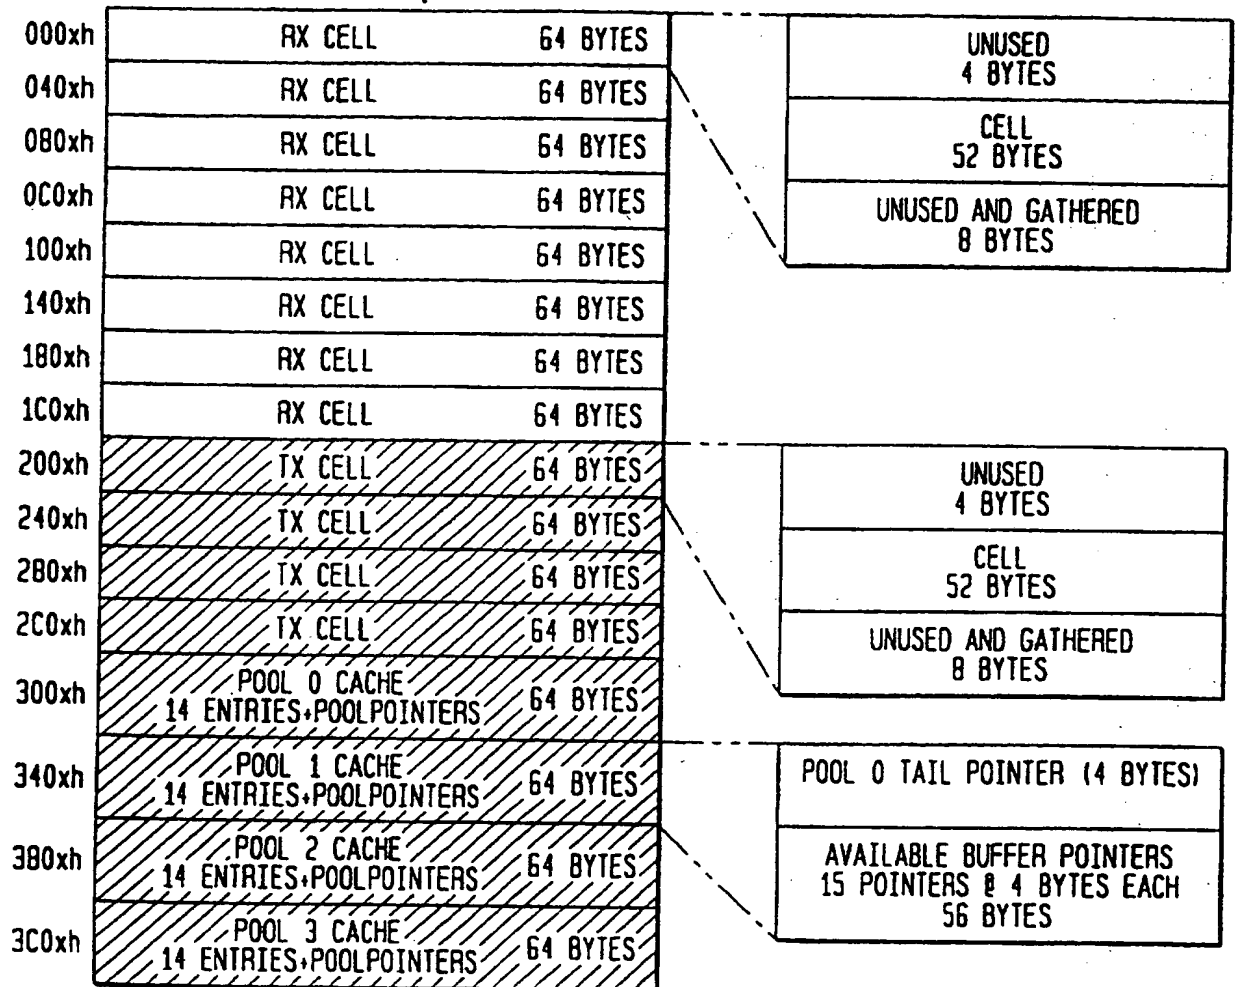 000xh RX CELL 64 BYTES
040xh RX CELL 64 BYTES
080xh RX CELL 64 BYTES
0C0xh RX CELL 64 BYTES
100xh RX CELL 64 BYTES
140xh RX CELL 64 BYTES
180xh RX CELL 64 BYTES
1C0xh RX CELL 64 BYTES
200xh TX CELL 64 BYTES
240xh TX CELL 64 BYTES
280xh TX CELL 64 BYTES
2C0xh TX CELL 64 BYTES
300xh POOL 0 CACHE
14 ENTRIES+POOLPOINTERS 64 BYTES
340xh POOL 1 CACHE
14 ENTRIES+POOLPOINTERS 64 BYTES
380xh POOL 2 CACHE
14 ENTRIES+POOLPOINTERS 64 BYTES
3C0xh POOL 3 CACHE
14 ENTRIES+POOLPOINTERS 64 BYTES
UNUSED
4 BYTES
CELL
52 BYTES
UNUSED AND GATHERED
8 BYTES
UNUSED
4 BYTES
CELL
52 BYTES
UNUSED AND GATHERED
8 BYTES
POOL 0 TAIL POINTER (4 BYTES)
AVAILABLE BUFFER POINTERS
15 POINTERS @ 4 BYTES EACH
56 BYTES